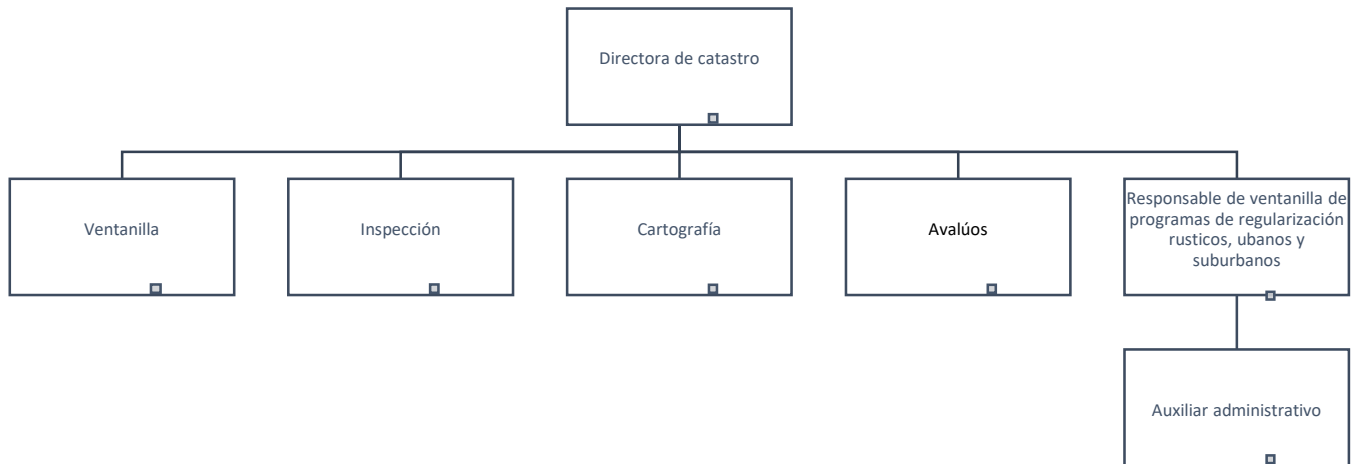 Directora de catastro
Ventanilla
Inspección
Cartografía
Avalúos
Responsable de ventanilla de
programas de regularización
rusticos, ubanos y
suburbanos
Auxiliar administrativo